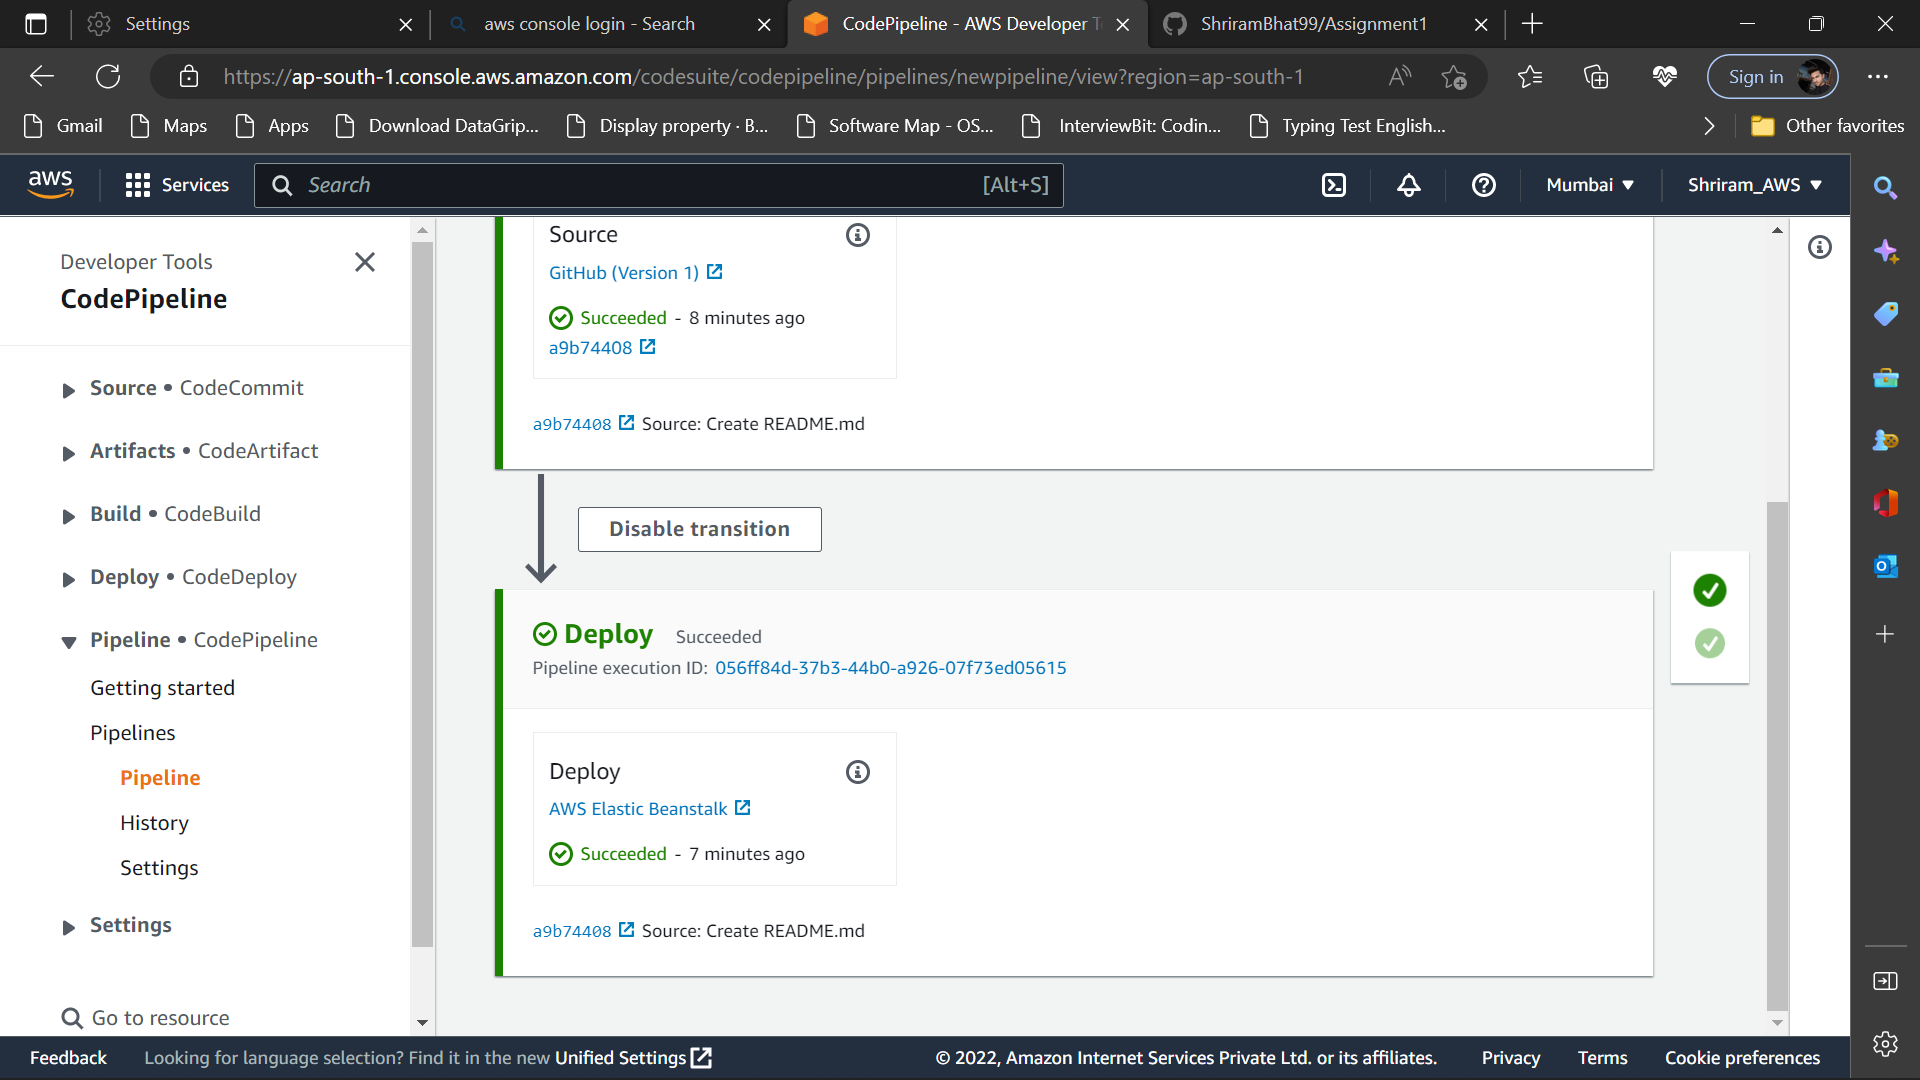 Settings
aws console login - Search
CodePipeline - AWS Developer T
ShriramBhat99/Assignment1
https://ap-south-1.console.aws.amazon.com/codesuite/codepipeline/pipelines/newpipeline/view?region=ap-south-1
Sign in
Gmail
Maps
Apps
Download DataGrip...
Display property · B...
Software Map - OS...
InterviewBit: Codin...
Typing Test English...
Other favorites
aws
Services
Search
[Alt+S]
Mumbai
Shriram_AWS
Developer Tools
CodePipeline
Source • CodeCommit
Artifacts • CodeArtifact
Build • CodeBuild
Deploy • CodeDeploy
Pipeline • CodePipeline
Getting started
Pipelines
Pipeline
History
Settings
Settings
Go to resource
Source
GitHub (Version 1)
Succeeded - 8 minutes ago
a9b74408
a9b74408 Source: Create README.md
Disable transition
Deploy Succeeded
Pipeline execution ID: 056ff84d-37b3-44b0-a926-07f73ed05615
Deploy
AWS Elastic Beanstalk
Succeeded - 7 minutes ago
a9b74408 Source: Create README.md
Feedback
Looking for language selection? Find it in the new Unified Settings
© 2022, Amazon Internet Services Private Ltd. or its affiliates.
Privacy
Terms
Cookie preferences